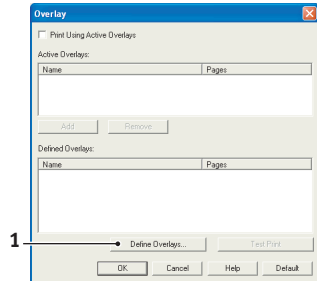 Overlay
Print Using Active Overlays
Active Overlays:
Name Pages
Add Remove
Defined Overlays:
Name Pages
1 Define Overlays... Test Print
OK Cancel Help Default